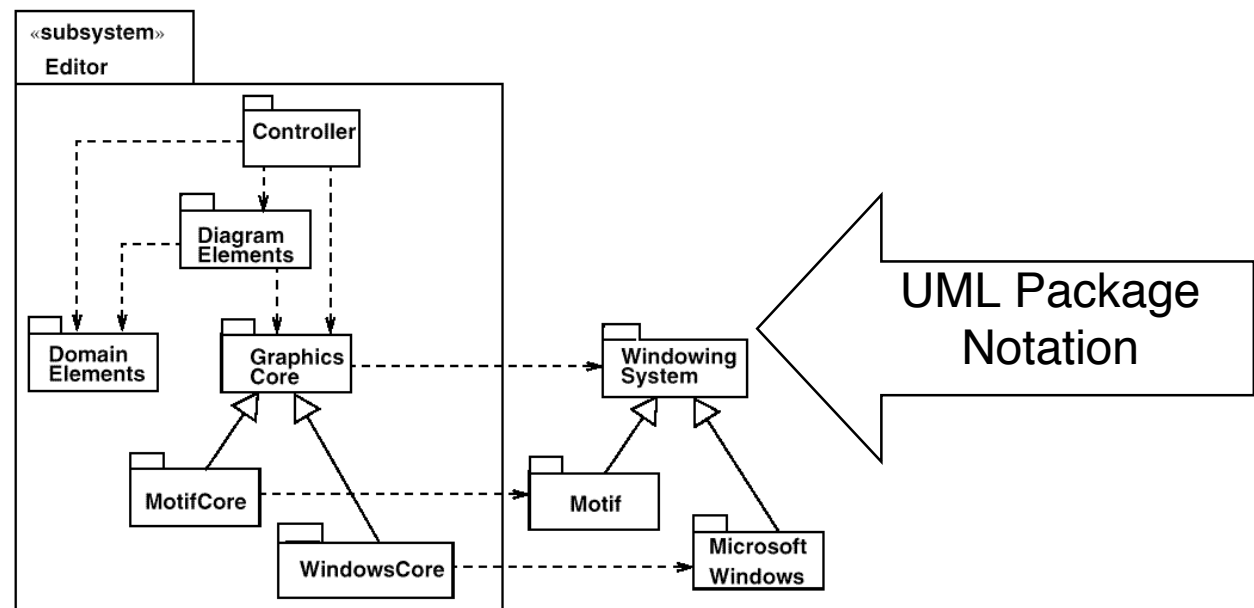 «subsystem»
Editor
Controller
Diagram
Elements
Domain
Elements
Graphics
Core
Windowing
System
UML Package
Notation
MotifCore
Motif
WindowsCore
Microsoft
Windows